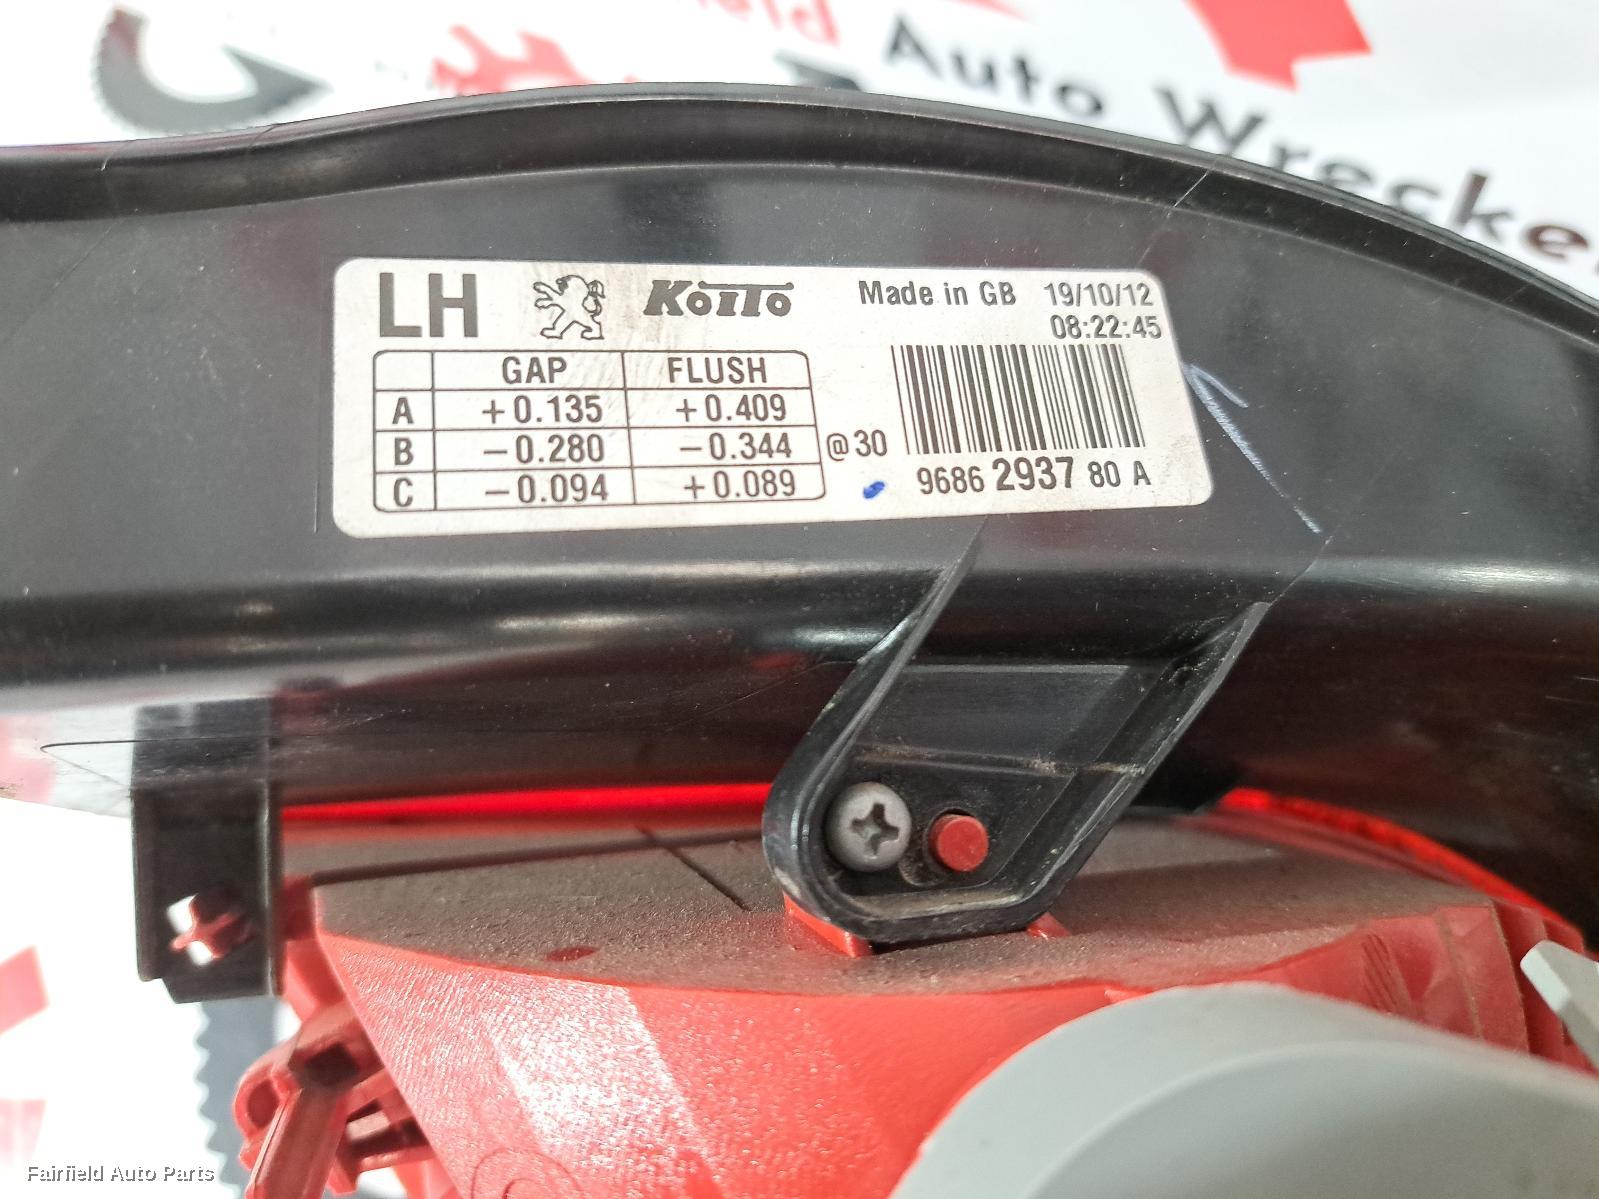 Auto Wrecke
LH KOITO Made in GB 19/10/12
08:22:45
GAP FLUSH
A +0.135 +0.409
B -0.280 -0.344 @30
C -0.094 +0.089
9686 2937 80 A
Fairfield Auto Parts